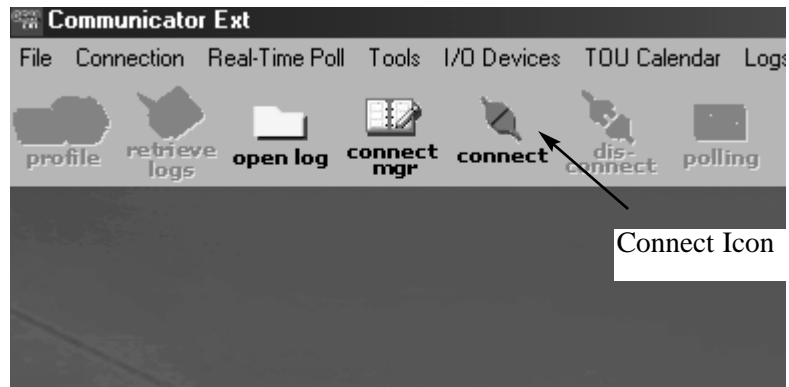 Communicator Ext
File Connection Real-Time Poll Tools I/O Devices TOU Calendar Logs
profile
retrieve
logs
open log
connect
mgr
connect
dis-
connect
polling
Connect Icon